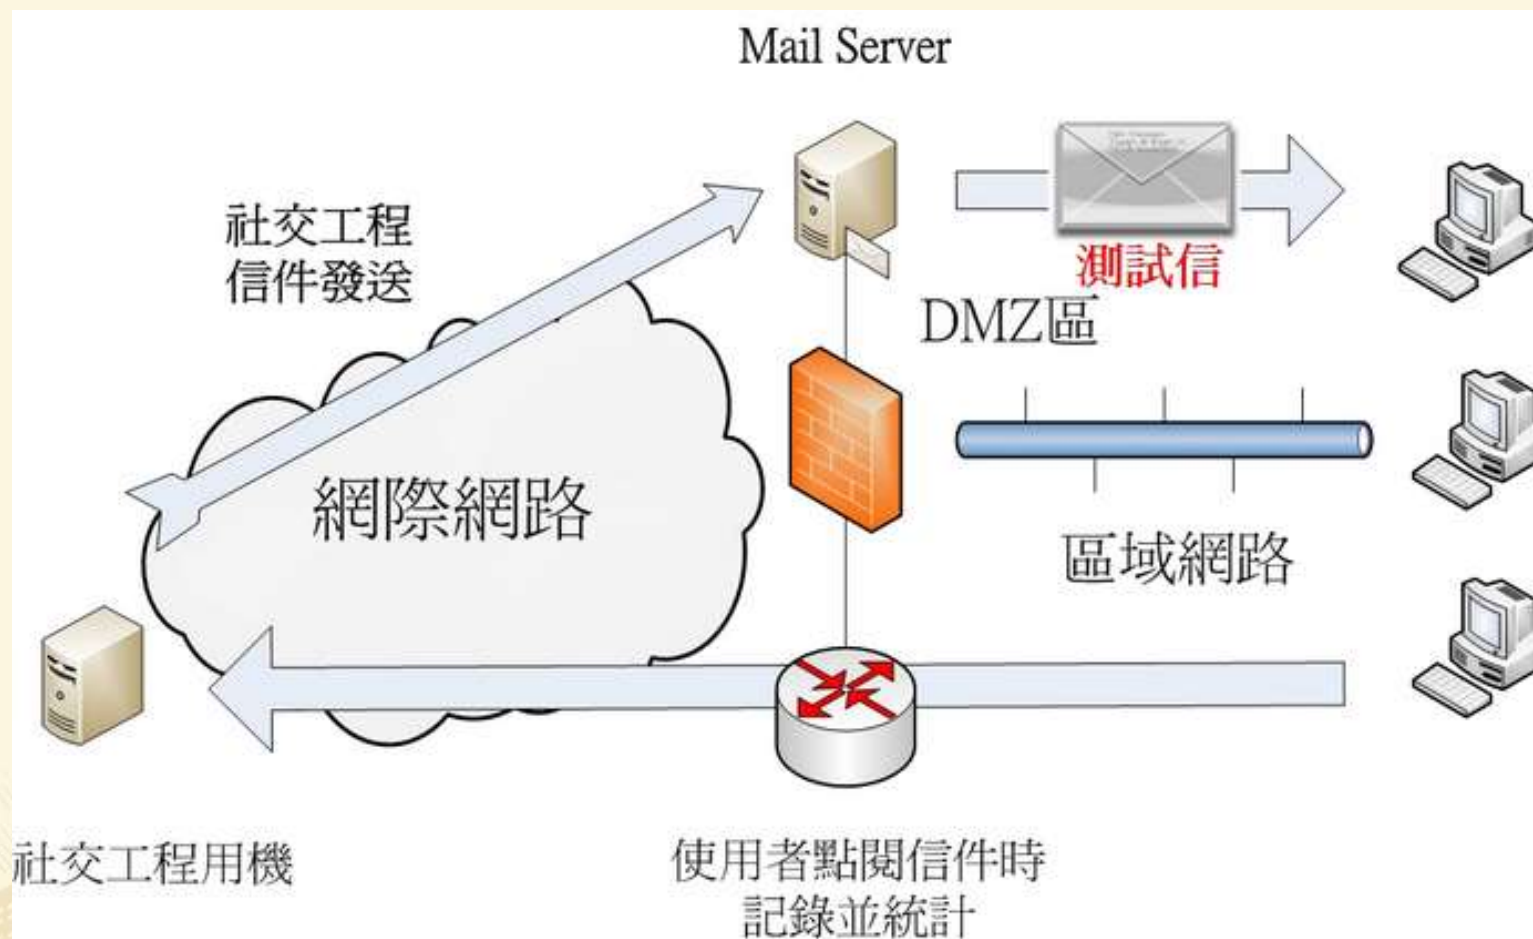 Mail Server
社交工程
信件發送
測試信
DMZ區
網際網路
區域網路
社交工程用機
使用者點閱信件時
記錄並統計